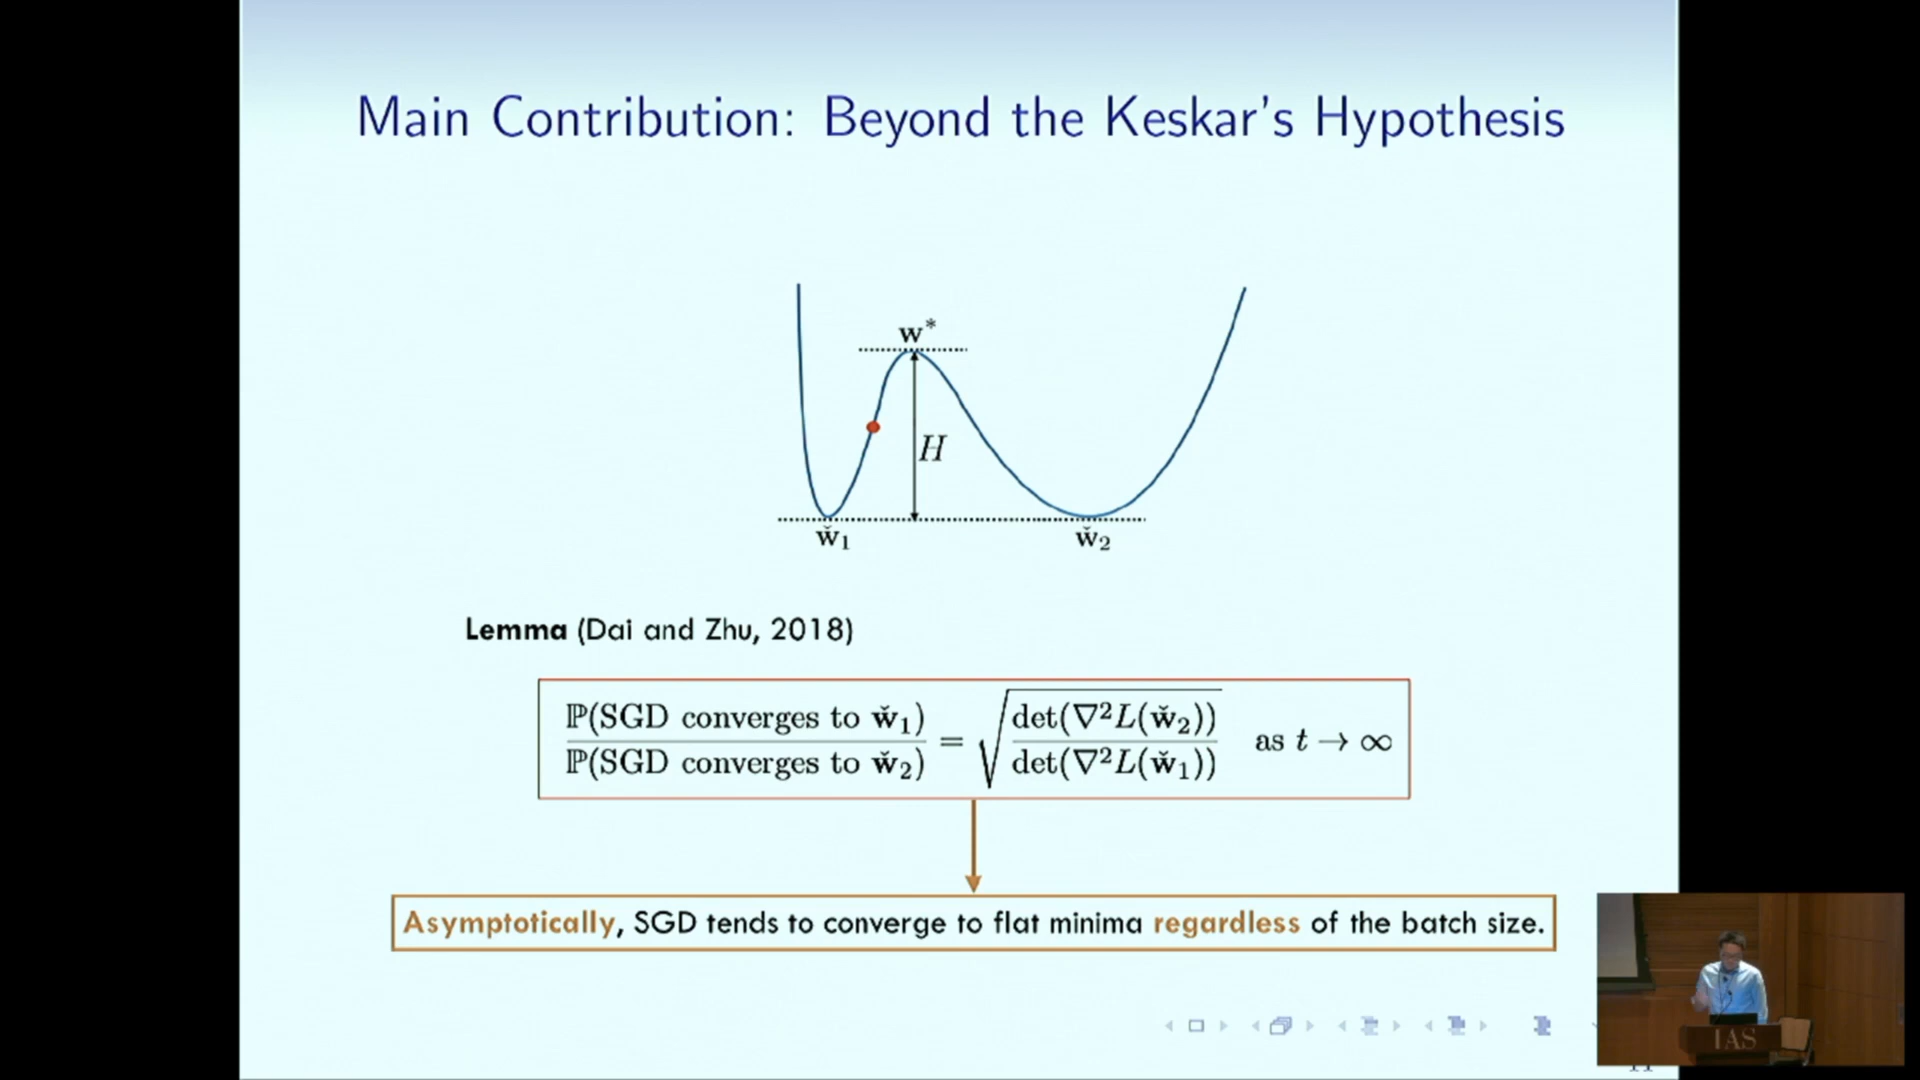 Main Contribution: Beyond the Keskar's Hypothesis
w*
H
w̌₁ w̌₂
Lemma (Dai and Zhu, 2018)
ℙ(SGD converges to w̌₁) / ℙ(SGD converges to w̌₂) = √(det(∇²L(w̌₂)) / det(∇²L(w̌₁))) as t → ∞
Asymptotically, SGD tends to converge to flat minima regardless of the batch size.
IAS